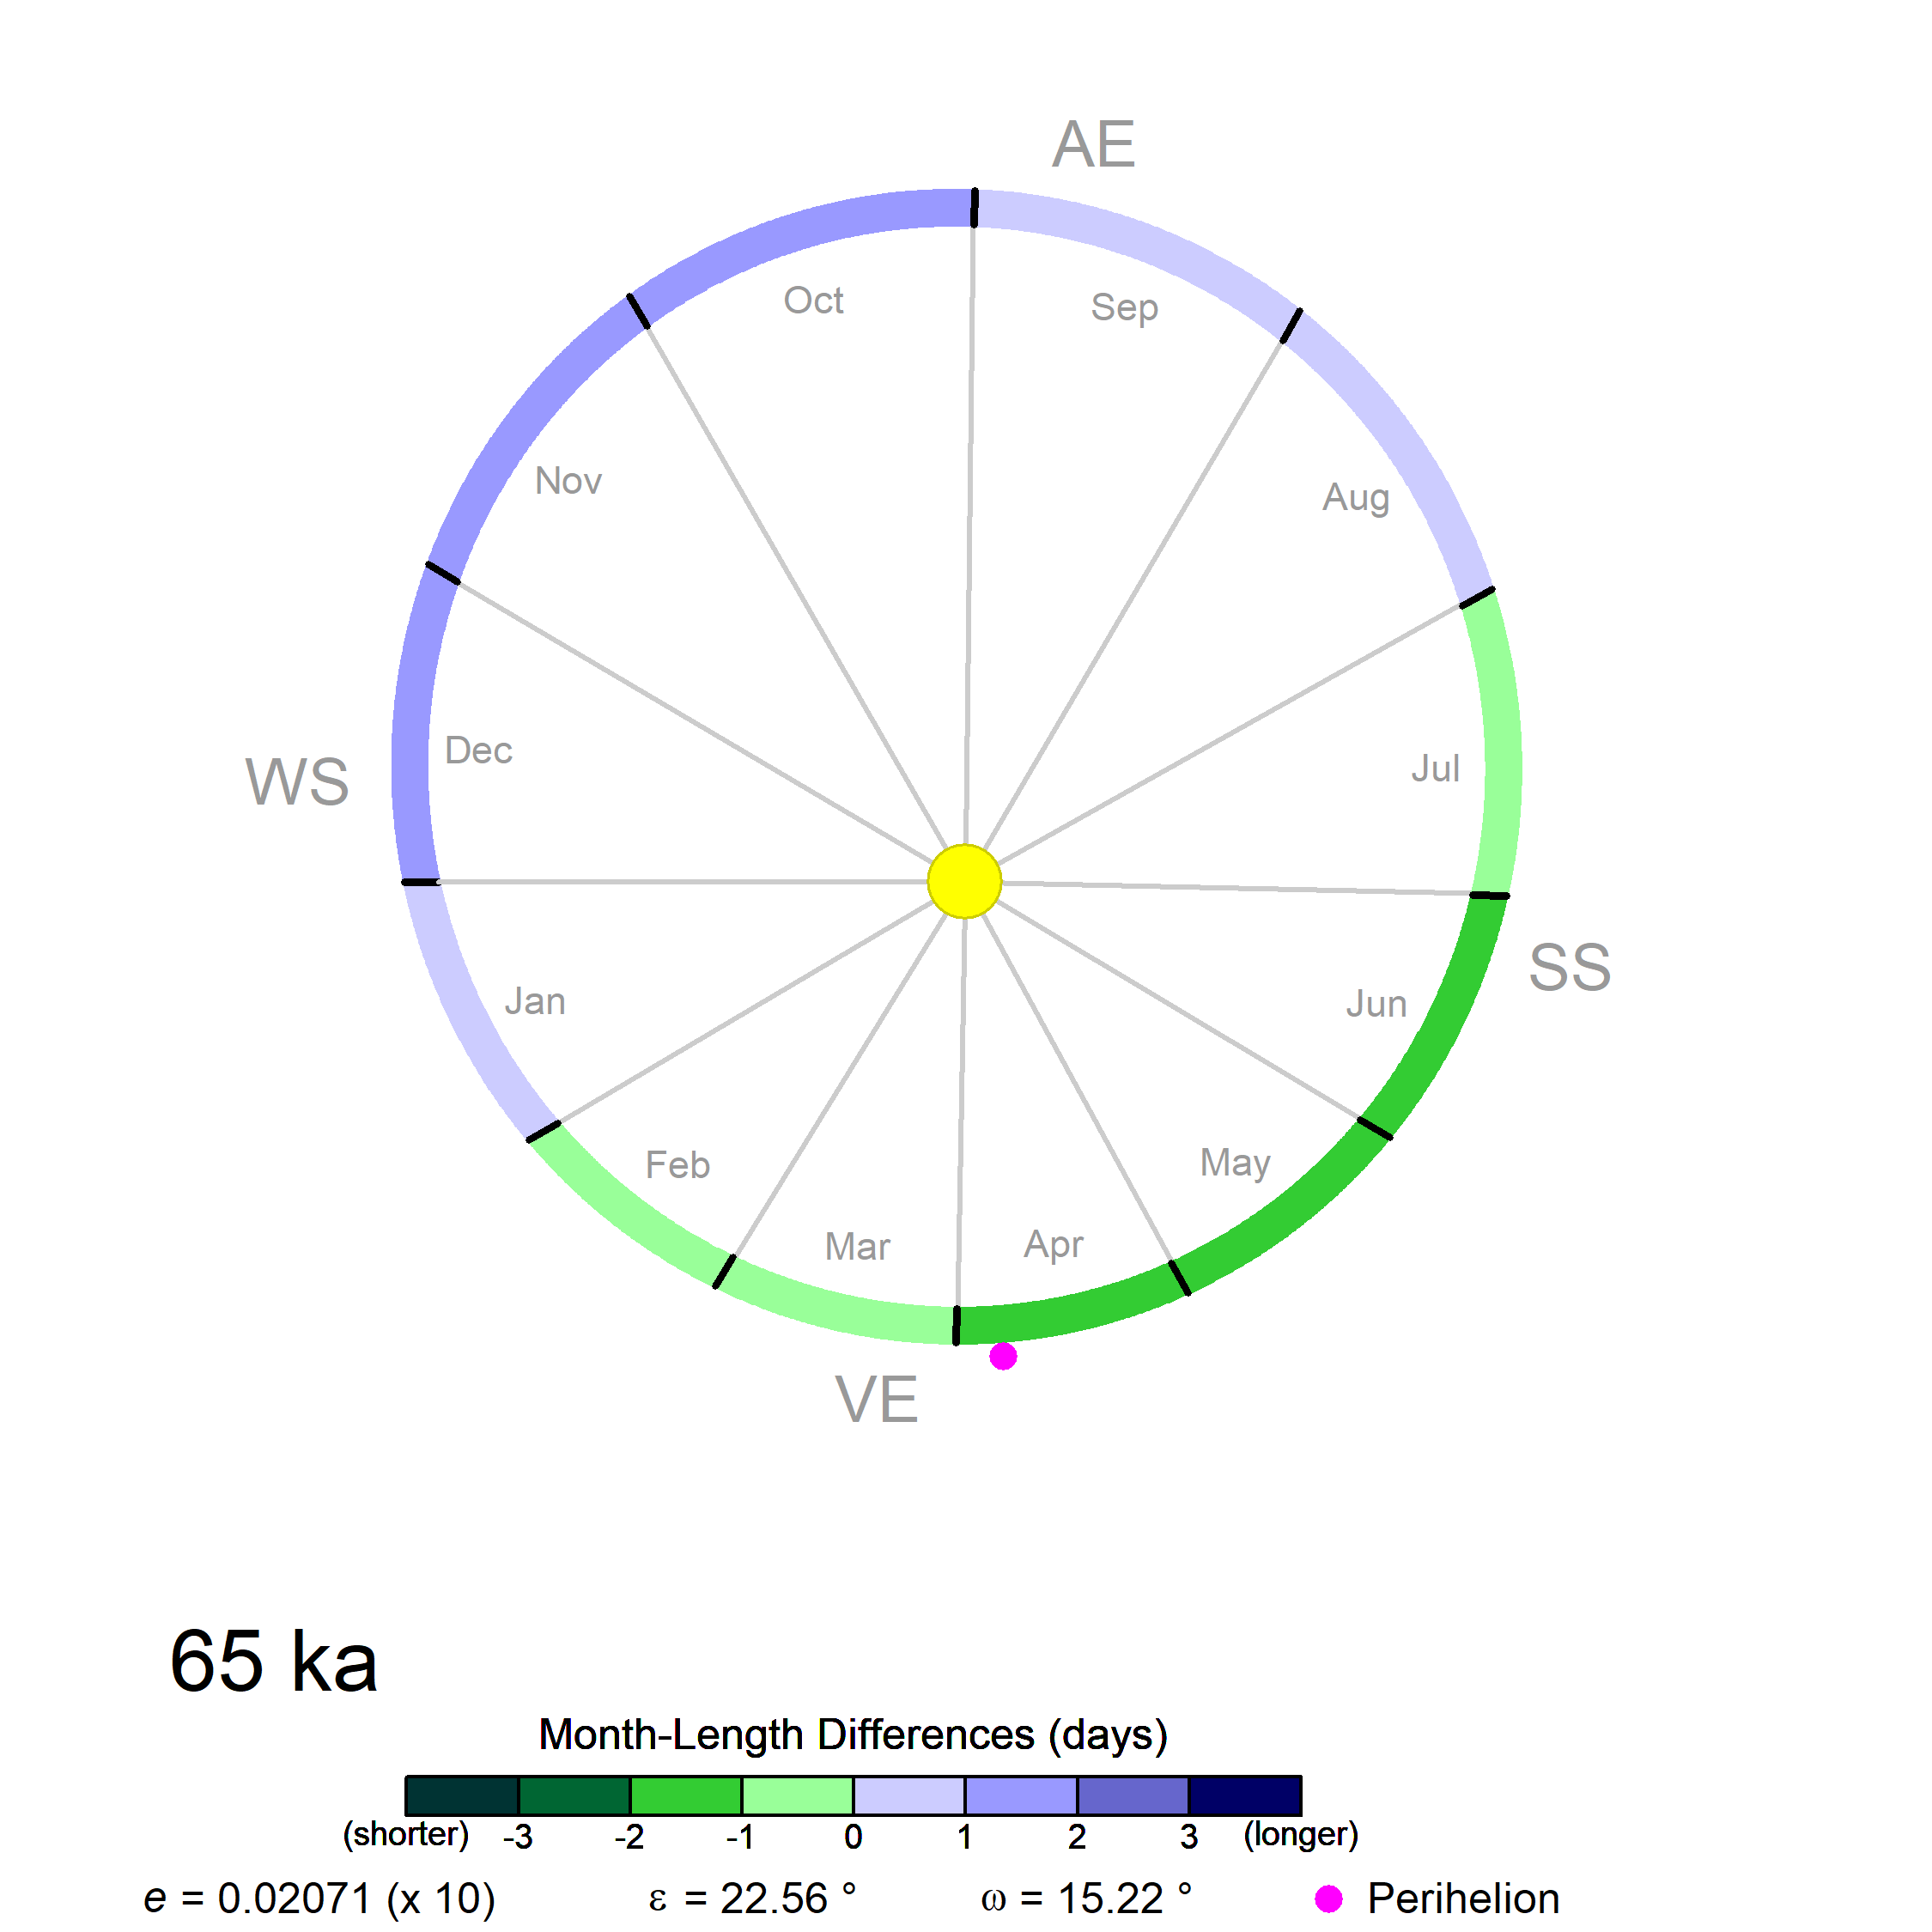 AE
Oct
Sep
Nov
Aug
Dec
Jul
WS
SS
Jan
Jun
Feb
May
Mar
Apr
VE
65 ka
Month-Length Differences (days)
(shorter) -3 -2 -1 0 1 2 3 (longer)
e = 0.02071 (x 10) ε = 22.56 ° ω = 15.22 ° Perihelion